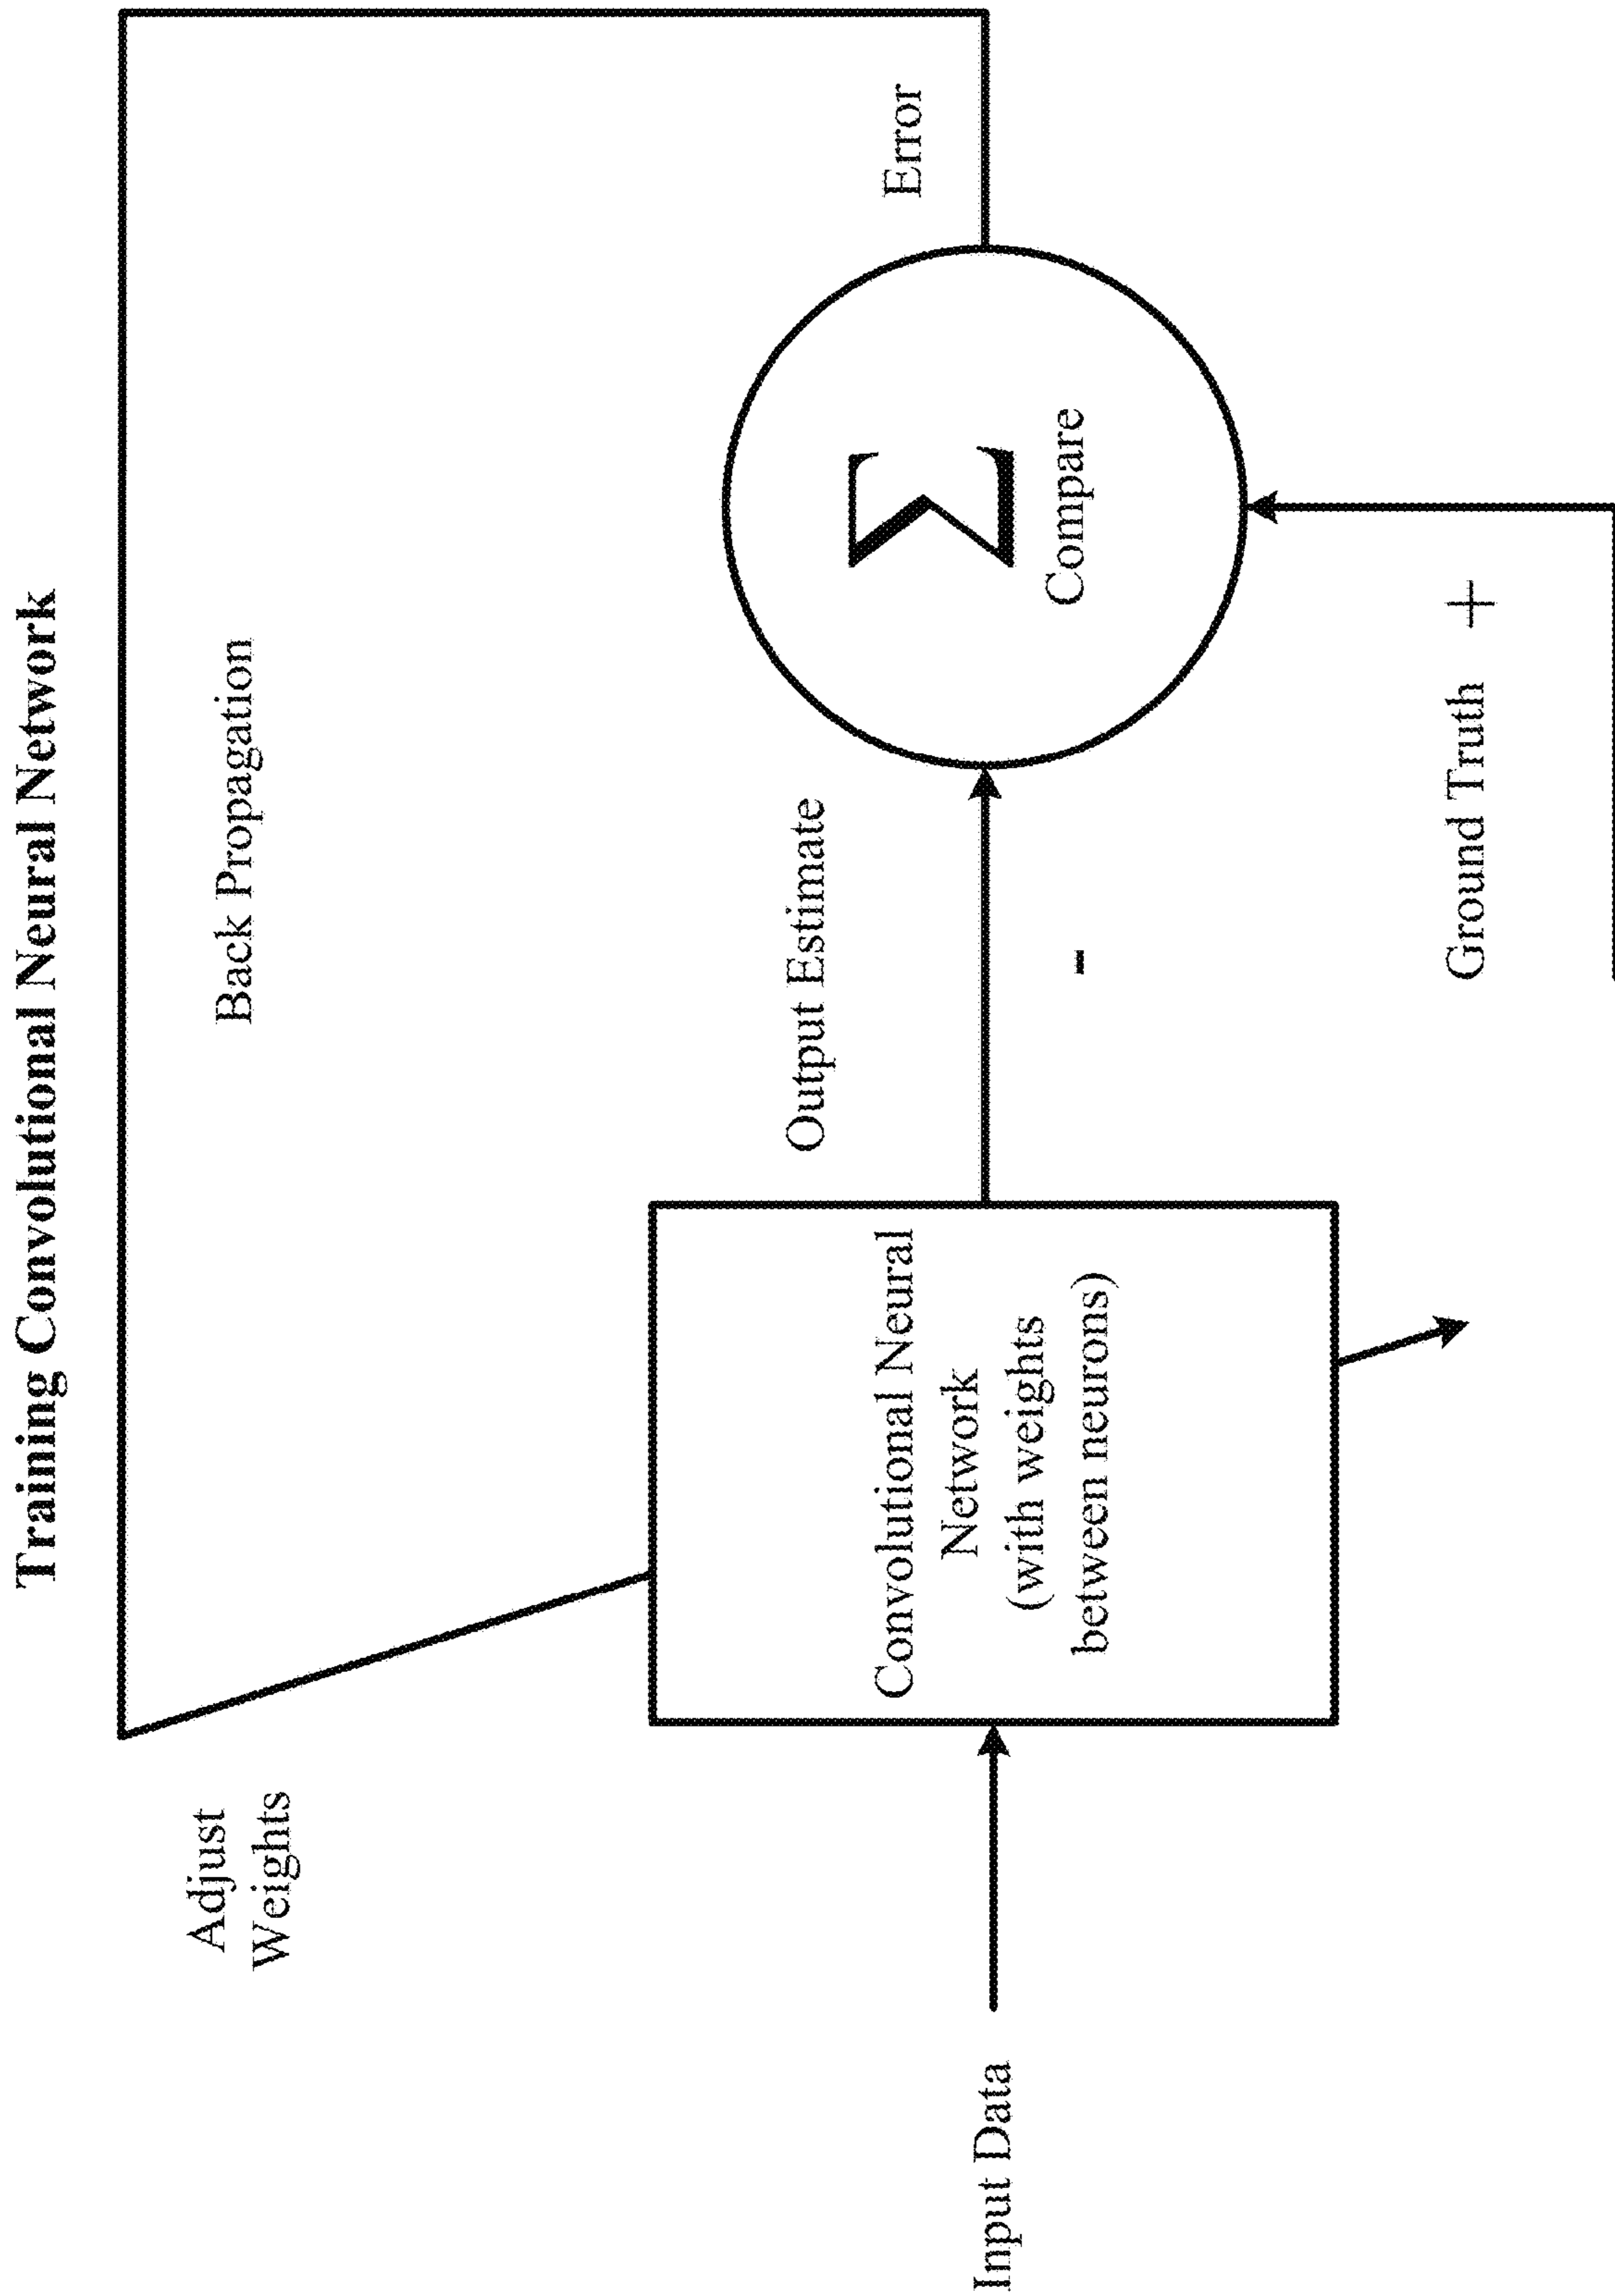 Training Convolutional Neural Network
Back Propagation
Adjust
Weights
Error
Output Estimate
-
Σ
Compare
Convolutional Neural
Network
(with weights
between neurons)
Input Data
Ground Truth +